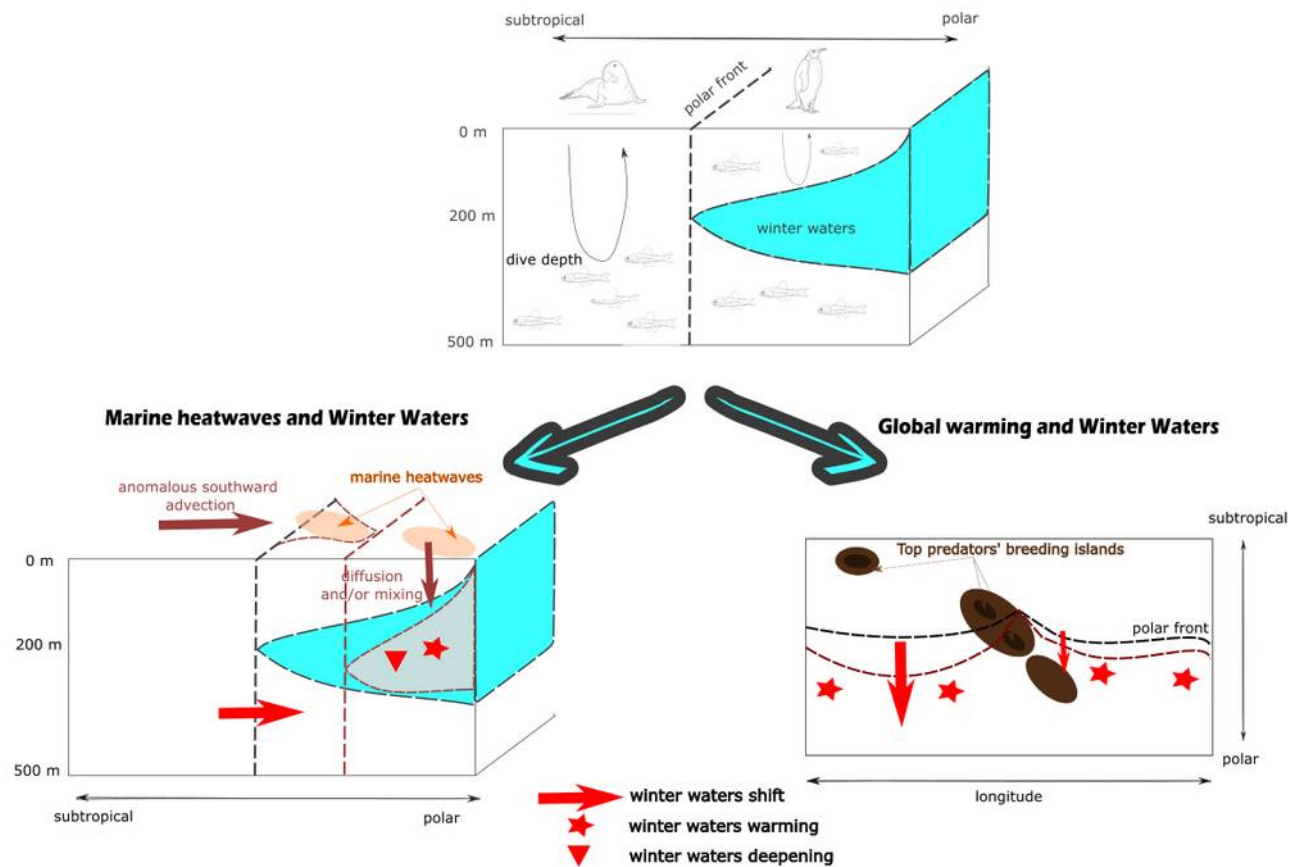 subtropical
polar
polar front
0 m
200 m
winter waters
dive depth
500 m
Marine heatwaves and Winter Waters
Global warming and Winter Waters
marine heatwaves
anomalous southward
advection
0 m
diffusion
and/or mixing
200 m
500 m
subtropical
polar
subtropical
Top predators' breeding islands
polar front
polar
longitude
winter waters shift
winter waters warming
winter waters deepening